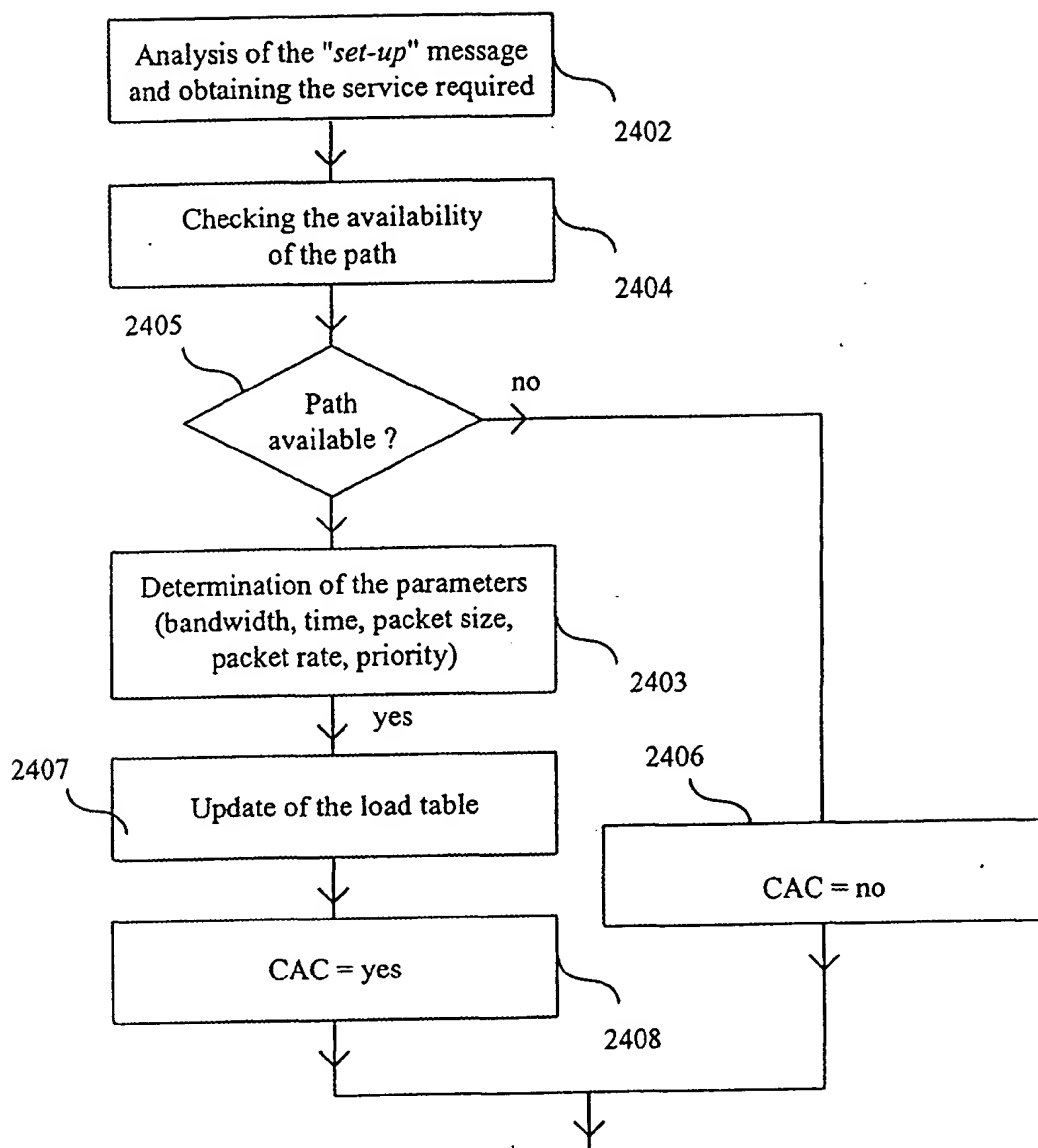 Analysis of the "set-up" message
and obtaining the service required
2402
Checking the availability
of the path
2404
2405
Path
available ?
no
Determination of the parameters
(bandwidth, time, packet size,
packet rate, priority)
2403
yes
2407
Update of the load table
2406
CAC = no
CAC = yes
2408